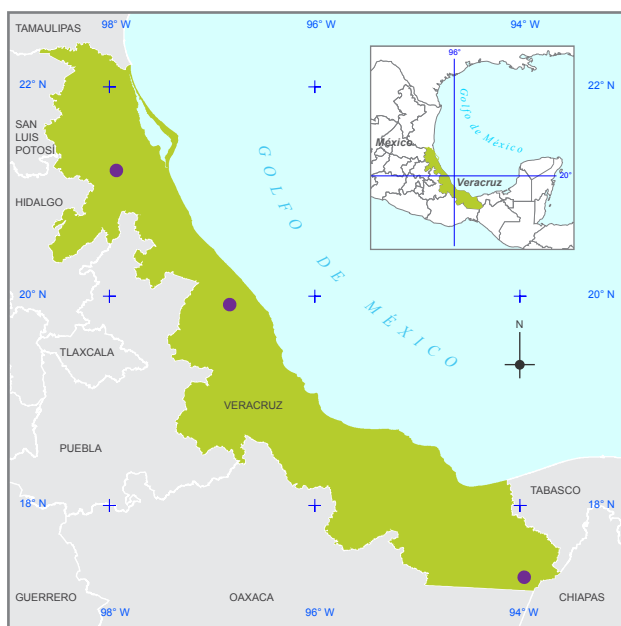 98° W
96° W
94° W
TAMAULIPAS
22° N
22° N
96°
Golfo de México
México
20°
Veracruz
SAN
LUIS
POTOSÍ
HIDALGO
GOLFO DE MÉXICO
20° N
20° N
N
TLAXCALA
VERACRUZ
PUEBLA
TABASCO
18° N
18° N
GUERRERO
OAXACA
CHIAPAS
98° W
96° W
94° W